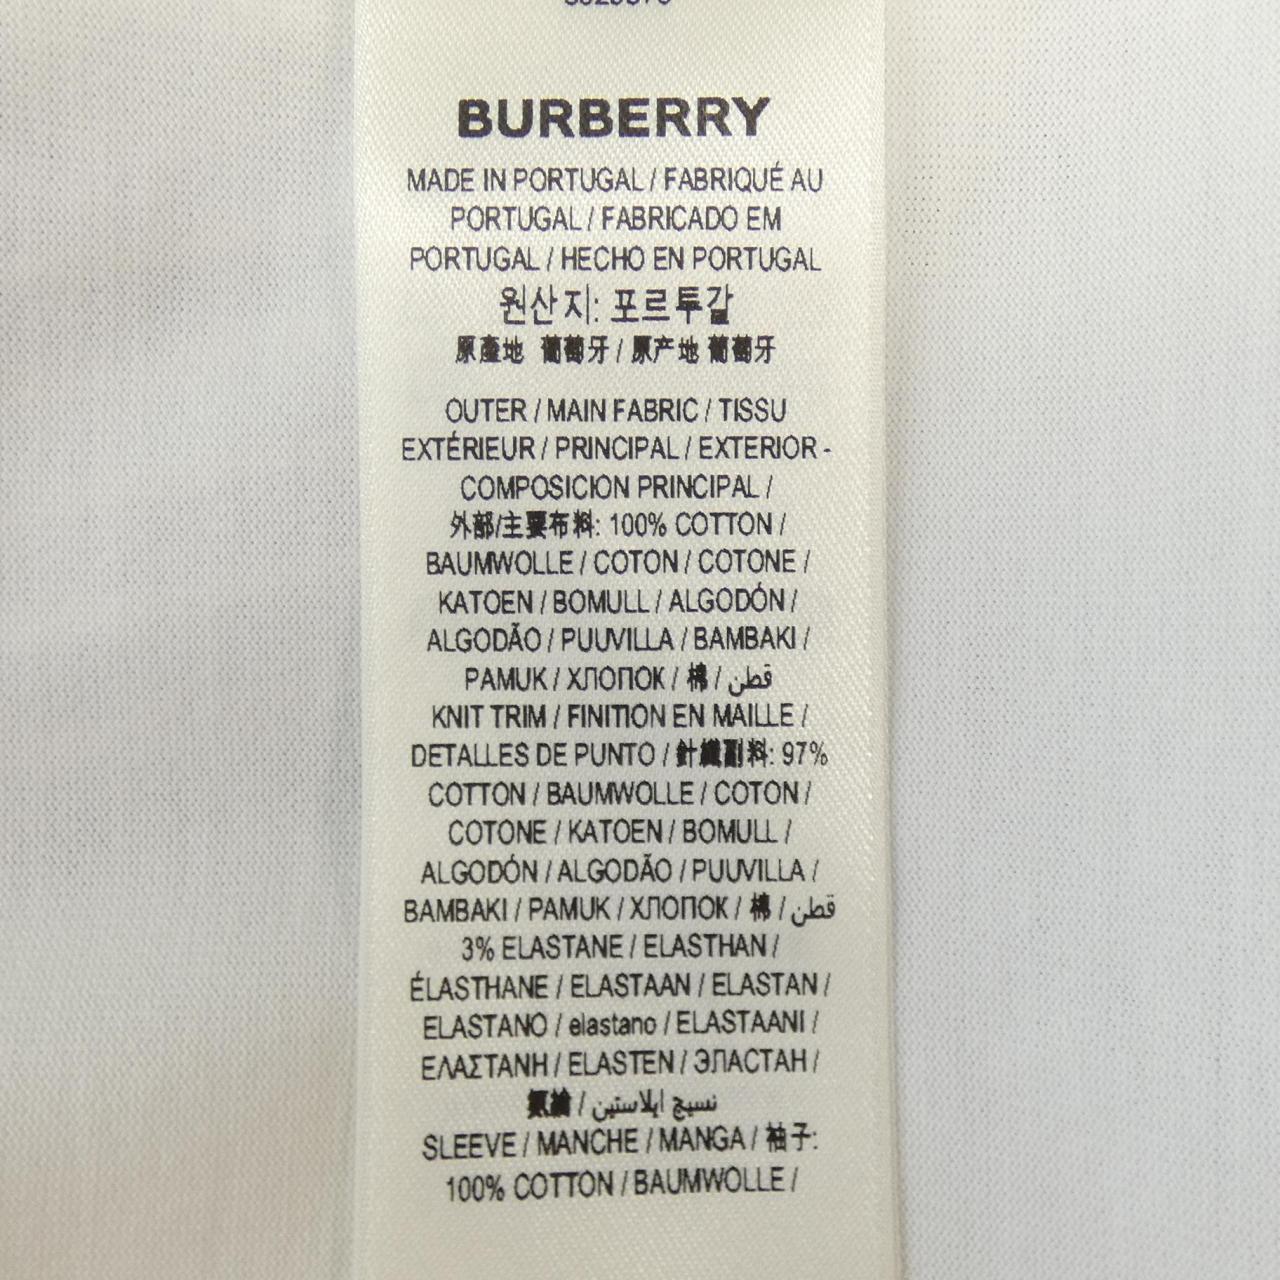 BURBERRY
MADE IN PORTUGAL / FABRIQUÉ AU
PORTUGAL / FABRICADO EM
PORTUGAL / HECHO EN PORTUGAL
원산지: 포르투갈
原產地 葡萄牙 / 原产地 葡萄牙
OUTER / MAIN FABRIC / TISSU
EXTÉRIEUR / PRINCIPAL / EXTERIOR -
COMPOSICION PRINCIPAL /
外部/主要布料: 100% COTTON /
BAUMWOLLE / COTON / COTONE /
KATOEN / BOMULL / ALGODÓN /
ALGODÃO / PUUVILLA / BAMBAKI /
PAMUK / ХЛОПОК / 棉 / قطن
KNIT TRIM / FINITION EN MAILLE /
DETALLES DE PUNTO / 針織副料: 97%
COTTON / BAUMWOLLE / COTON /
COTONE / KATOEN / BOMULL /
ALGODÓN / ALGODÃO / PUUVILLA /
BAMBAKI / PAMUK / ХЛОПОК / 棉 / قطن
3% ELASTANE / ELASTHAN /
ÉLASTHANE / ELASTAAN / ELASTAN /
ELASTANO / elastano / ELASTAANI /
ΕΛΑΣΤΑΝΗ / ELASTEN / ЭЛАСТАН /
氨綸 / نسيج ايلاستين
SLEEVE / MANCHE / MANGA / 袖子:
100% COTTON / BAUMWOLLE /